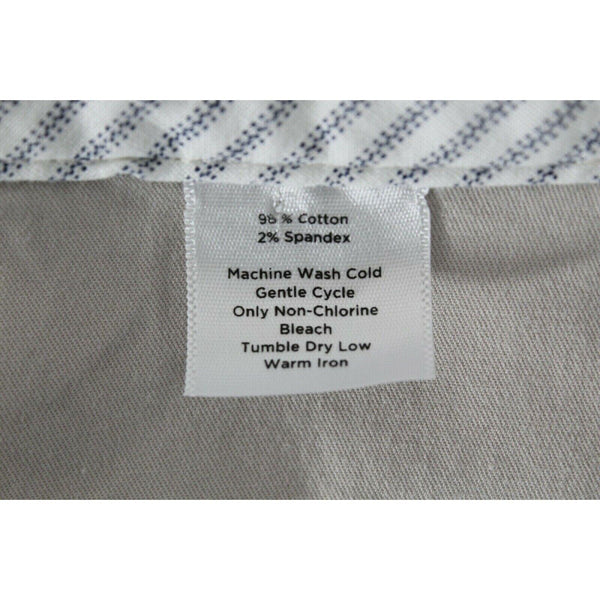 98 % Cotton
2% Spandex
Machine Wash Cold
Gentle Cycle
Only Non-Chlorine
Bleach
Tumble Dry Low
Warm Iron